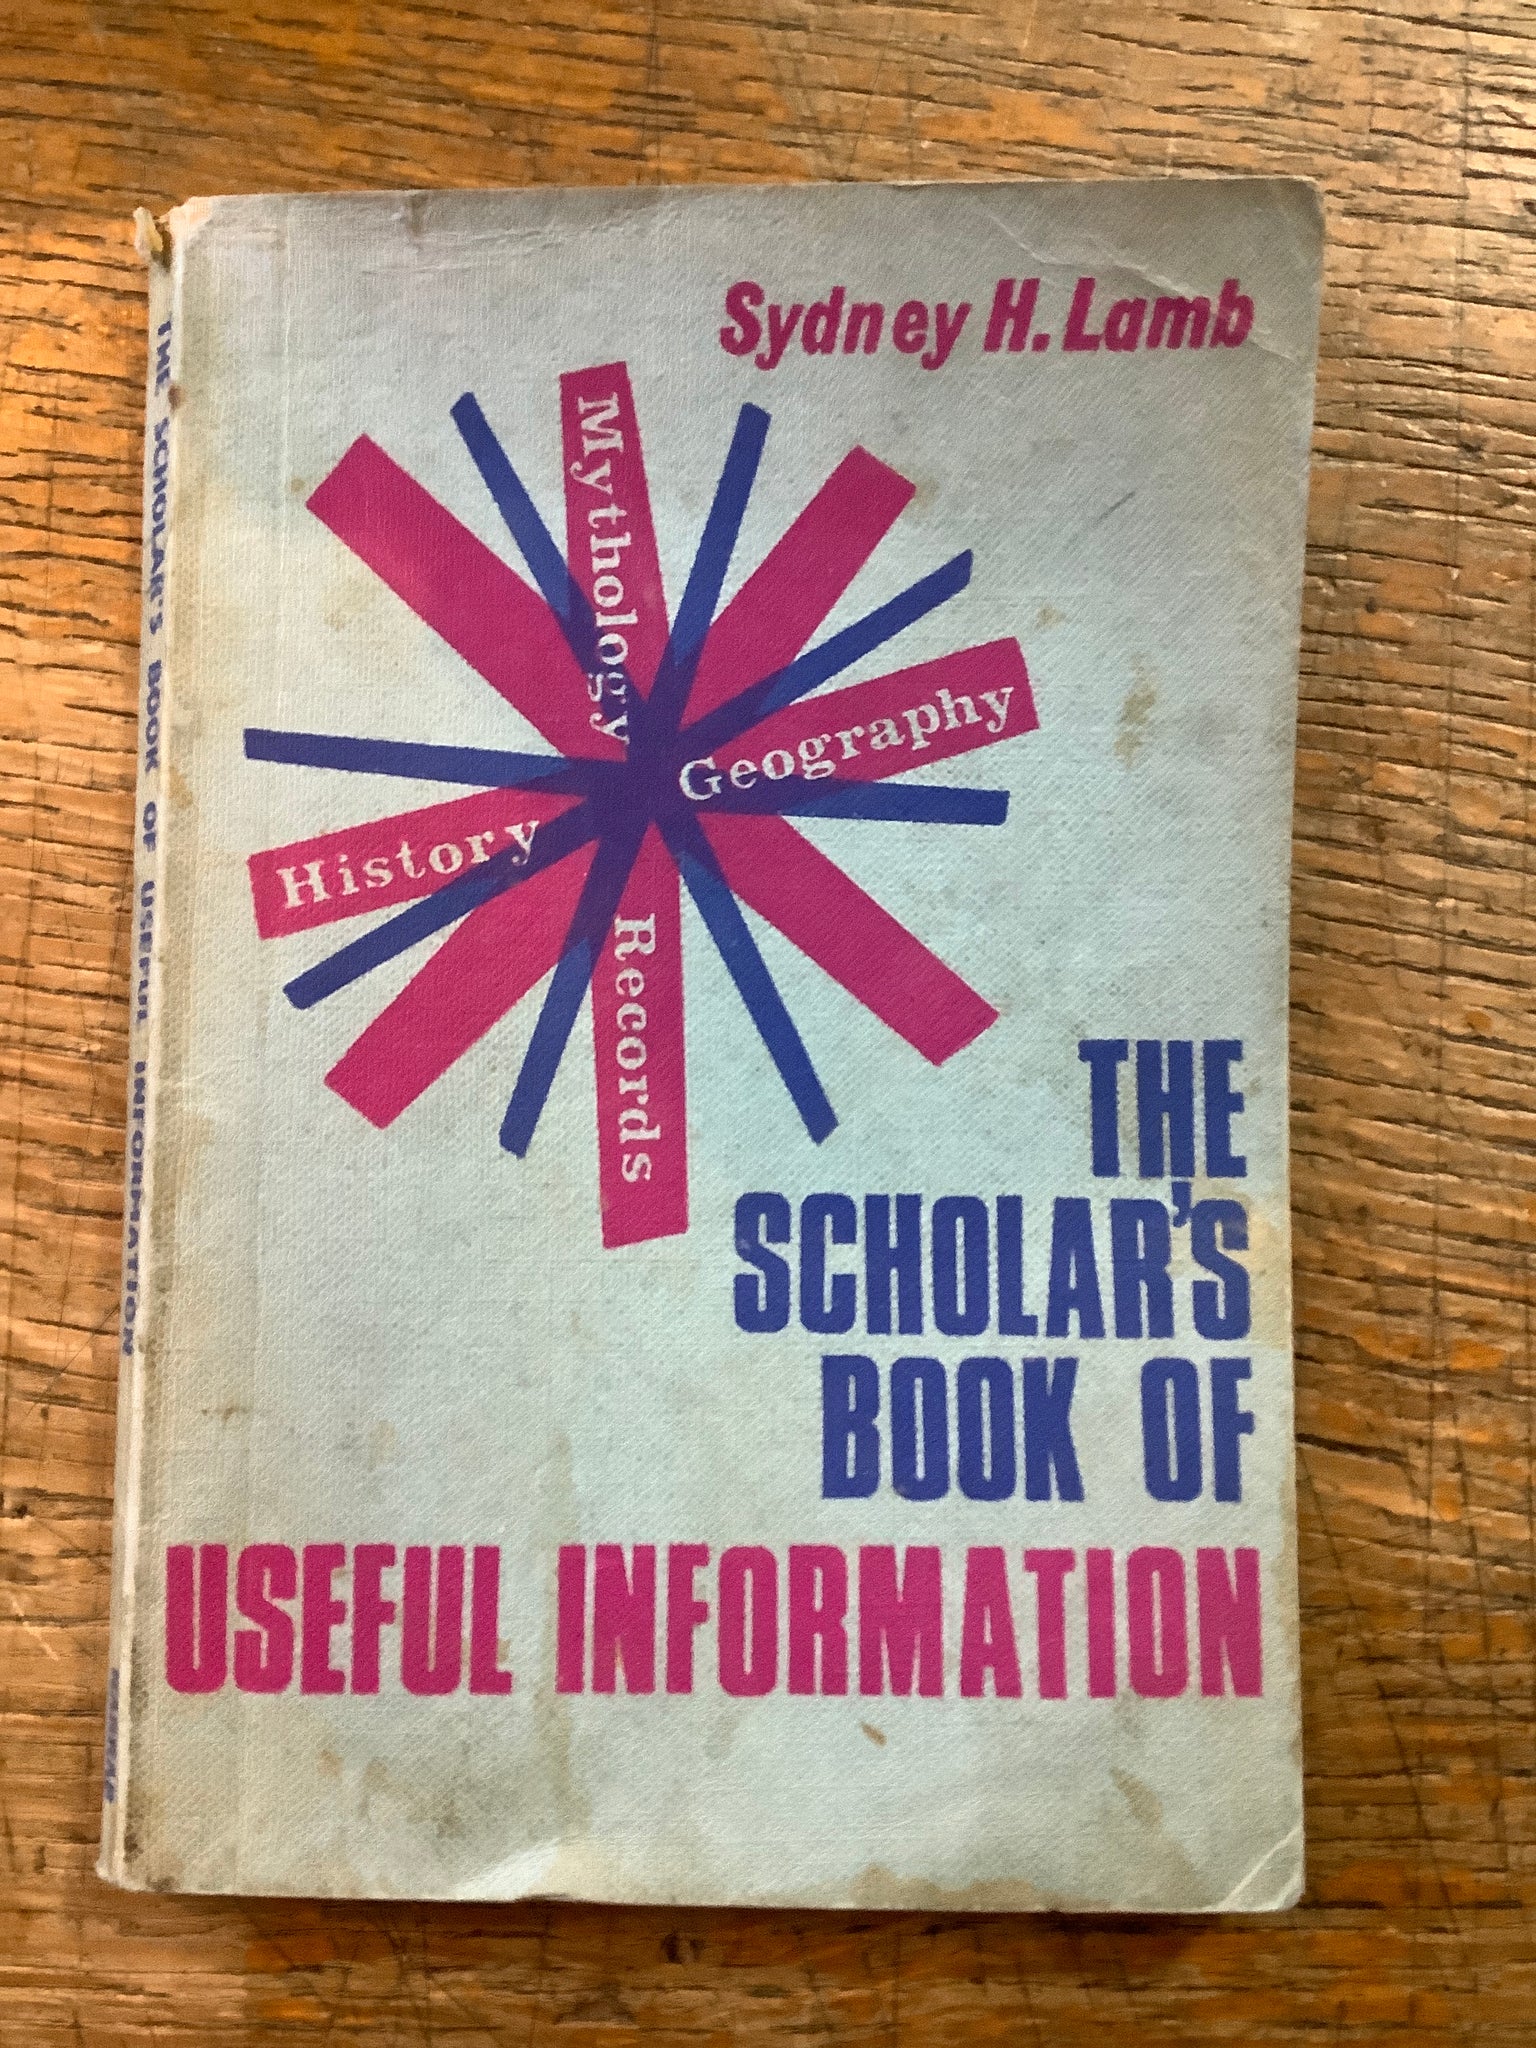 Sydney H. Lamb
Mythology
Geography
History
Records
THE
SCHOLAR'S
BOOK OF
USEFUL INFORMATION
THE SCHOLAR'S BOOK OF USEFUL INFORMATION